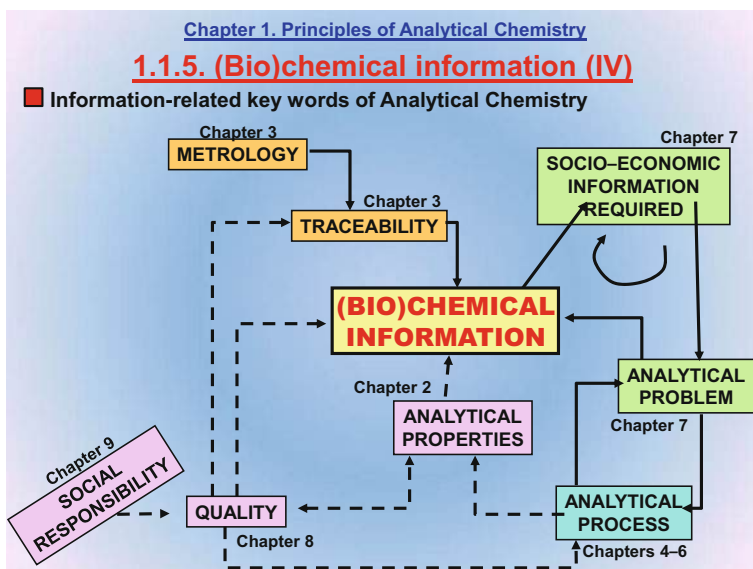 Chapter 1. Principles of Analytical Chemistry
1.1.5. (Bio)chemical information (IV)
Information-related key words of Analytical Chemistry
Chapter 3
METROLOGY
Chapter 7
SOCIO–ECONOMIC
INFORMATION
REQUIRED
Chapter 3
TRACEABILITY
(BIO)CHEMICAL
INFORMATION
ANALYTICAL
PROBLEM
Chapter 7
Chapter 2
ANALYTICAL
PROPERTIES
Chapter 9
SOCIAL
RESPONSIBILITY
QUALITY
Chapter 8
ANALYTICAL
PROCESS
Chapters 4–6